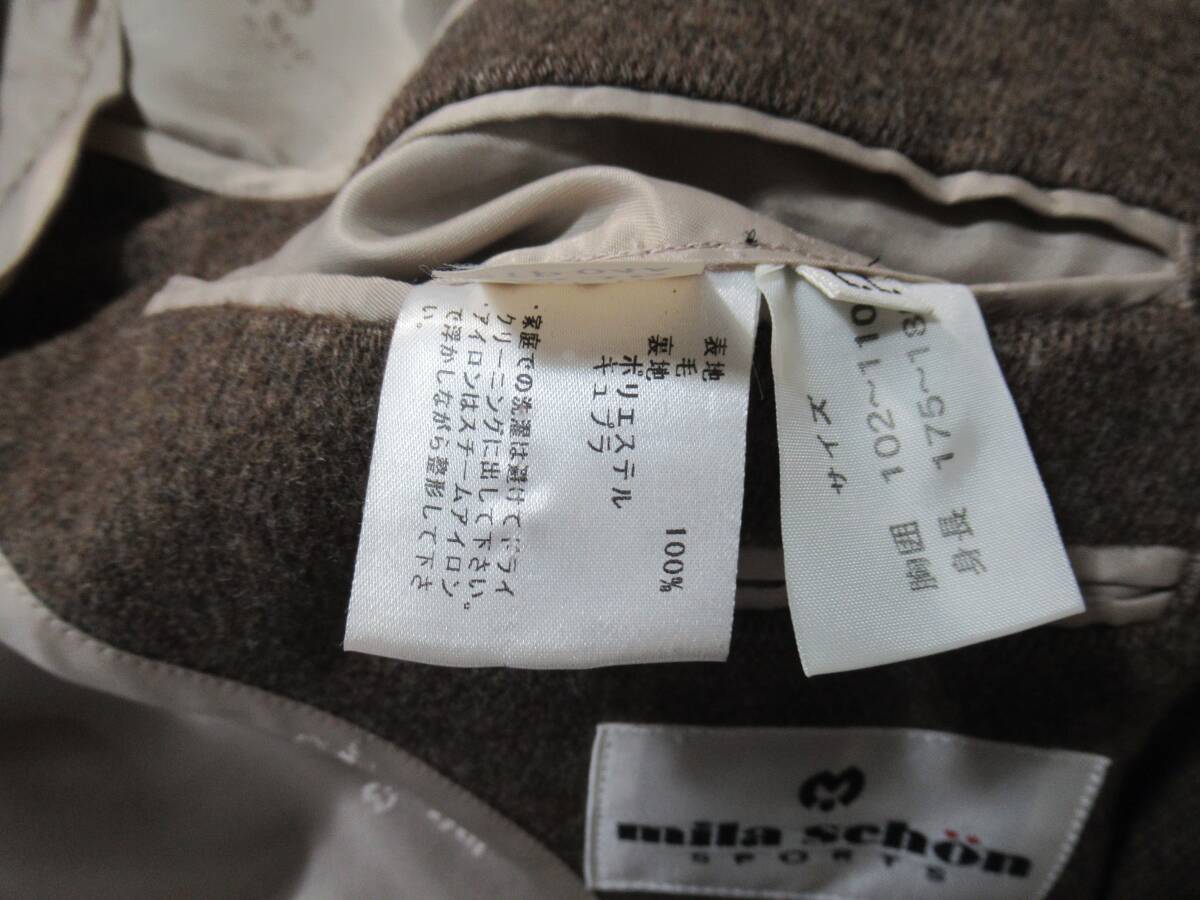 表地
毛 100%
裏地
ポリエステル
キュプラ
・家庭での洗濯は避けてドライ
クリーニングに出して下さい。
・アイロンはスチームアイロン
で浮かしながら整形して下さ
い。
サイズ
胸囲 102~110
身長 175~18
mila schön
SPORTS